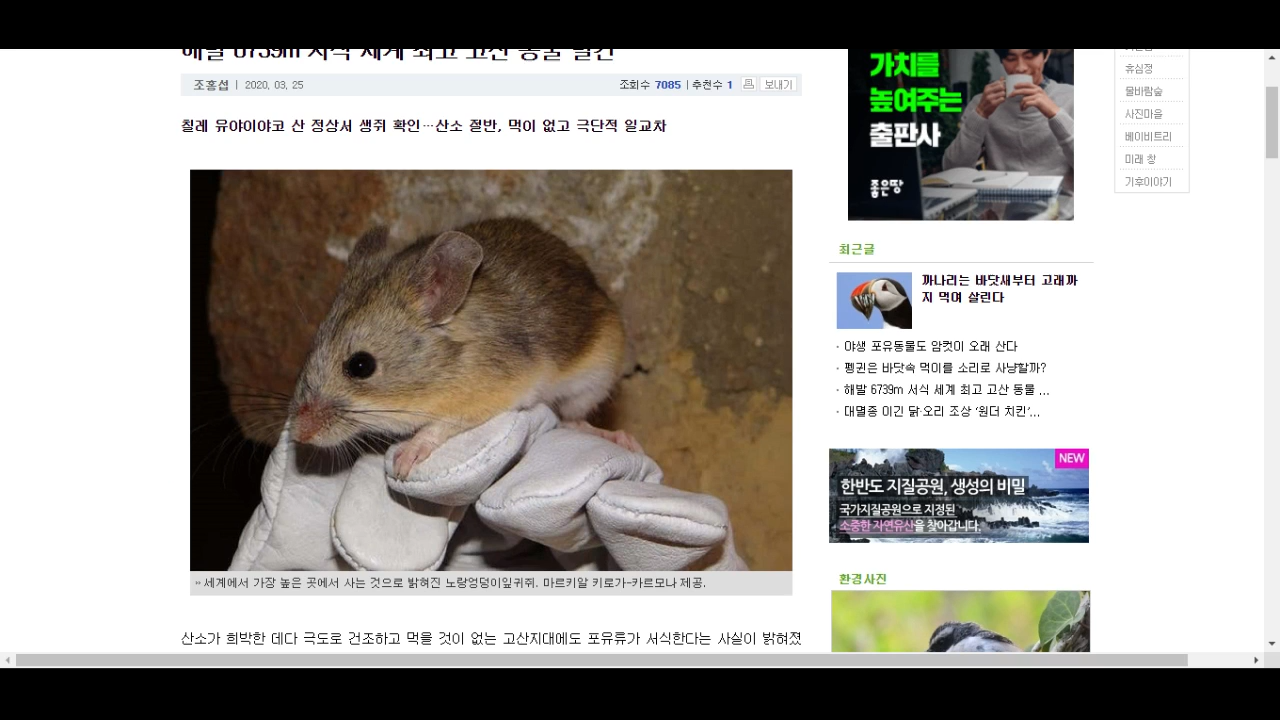 해발 6739m 서식 세계 최고 고산 동물 발견
조홍섭 | 2020. 03. 25
조회수 7085 | 추천수 1 보내기
칠레 유야이야코 산 정상서 생쥐 확인…산소 절반, 먹이 없고 극단적 일교차
» 세계에서 가장 높은 곳에서 사는 것으로 밝혀진 노랑엉덩이잎귀쥐. 마르키알 키로가-카르모나 제공.
산소가 희박한 데다 극도로 건조하고 먹을 것이 없는 고산지대에도 포유류가 서식한다는 사실이 밝혀졌
가치를
높여주는
출판사
좋은땅
최근글
까나리는 바닷새부터 고래까
지 먹여 살린다
· 야생 포유동물도 암컷이 오래 산다
· 펭귄은 바닷속 먹이를 소리로 사냥할까?
· 해발 6739m 서식 세계 최고 고산 동물 ...
· 대멸종 이긴 닭·오리 조상 ‘원더 치킨’...
NEW
한반도 지질공원, 생성의 비밀
국가지질공원으로 지정된
소중한 자연유산을 찾아갑니다.
환경사진
휴심정
물바람숲
사진마을
베이비트리
미래 창
기후이야기